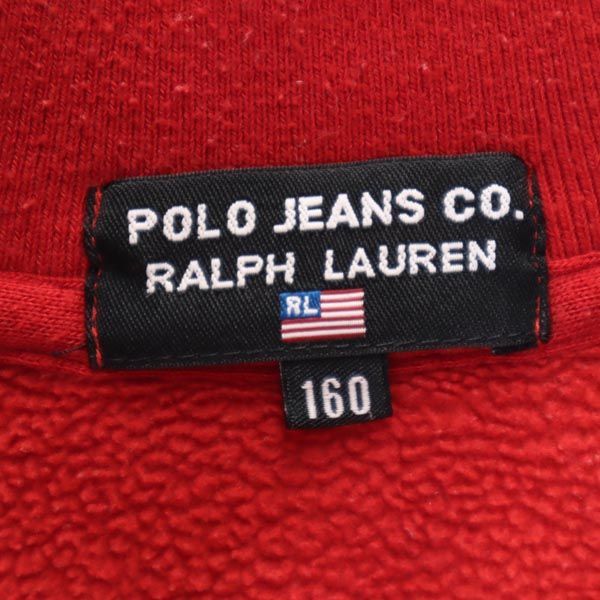 POLO JEANS CO.
RALPH LAUREN
RL
160